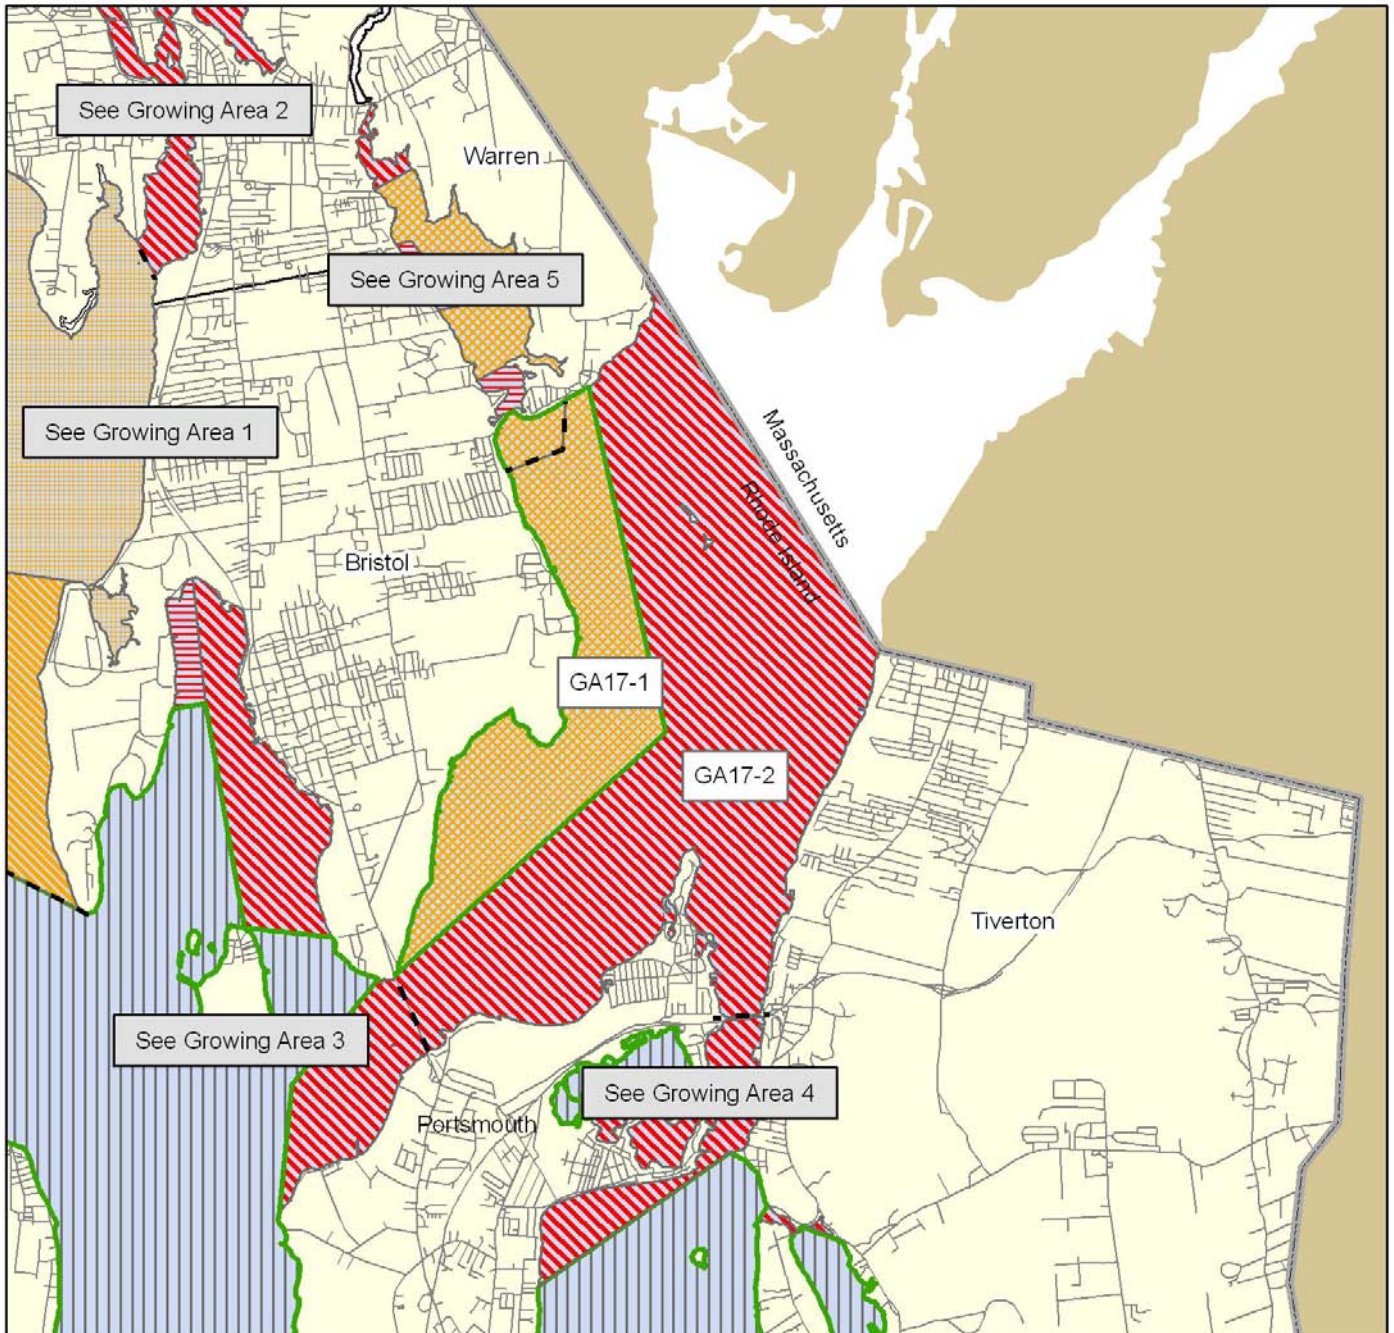 See Growing Area 2
Warren
See Growing Area 5
See Growing Area 1
Massachusetts
Rhode Island
Bristol
GA17-1
GA17-2
Tiverton
See Growing Area 3
See Growing Area 4
Portsmouth